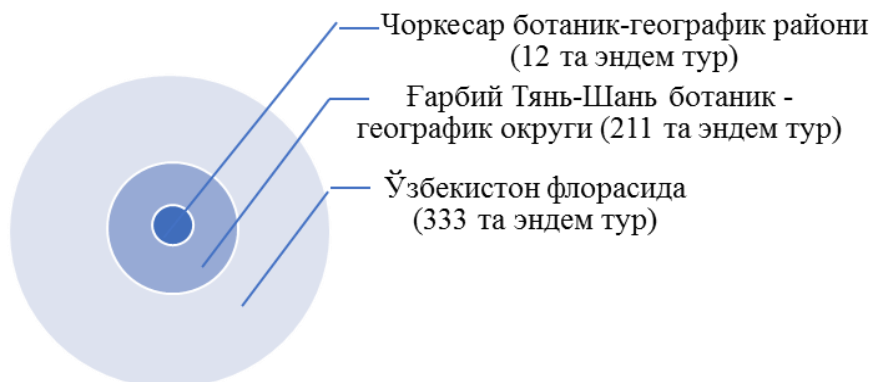 Чоркесар ботаник-географик райони
(12 та эндем тур)
Ғарбий Тянь-Шань ботаник -
географик округи (211 та эндем тур)
Ўзбекистон флорасида
(333 та эндем тур)